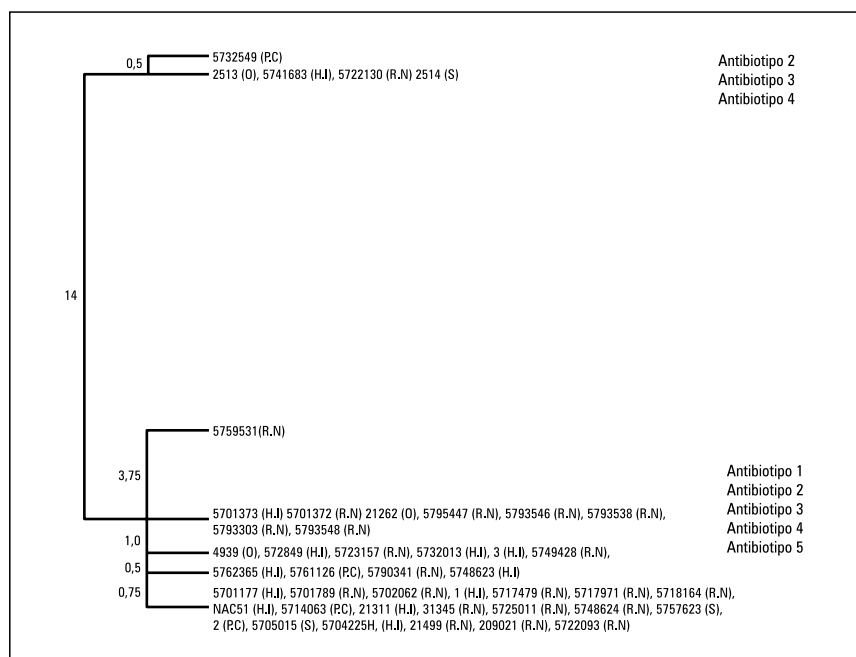 0,5
5732549 (P.C)
2513 (O), 5741683 (H.I), 5722130 (R.N) 2514 (S)
Antibiotipo 2
Antibiotipo 3
Antibiotipo 4
14
5759531(R.N)
3,75
5701373 (H.I) 5701372 (R.N) 21262 (O), 5795447 (R.N), 5793546 (R.N), 5793538 (R.N),
5793303 (R.N), 5793548 (R.N)
1,0
4939 (O), 572849 (H.I), 5723157 (R.N), 5732013 (H.I), 3 (H.I), 5749428 (R.N),
0,5
5762365 (H.I), 5761126 (P.C), 5790341 (R.N), 5748623 (H.I)
0,75
5701177 (H.I), 5701789 (R.N), 5702062 (R.N), 1 (H.I), 5717479 (R.N), 5717971 (R.N), 5718164 (R.N),
NAC51 (H.I), 5714063 (P.C), 21311 (H.I), 31345 (R.N), 5725011 (R.N), 5748624 (R.N), 5757623 (S),
2 (P.C), 5705015 (S), 5704225H, (H.I), 21499 (R.N), 209021 (R.N), 5722093 (R.N)
Antibiotipo 1
Antibiotipo 2
Antibiotipo 3
Antibiotipo 4
Antibiotipo 5